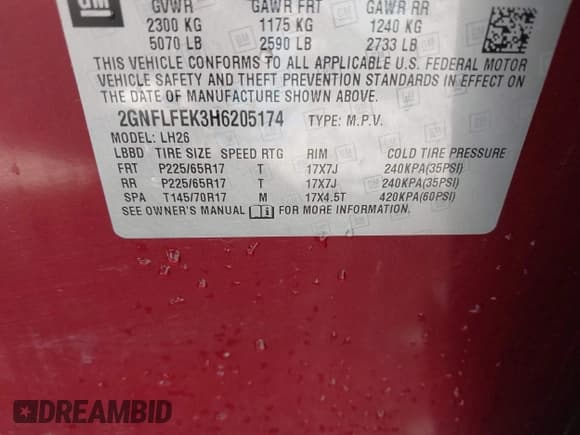 GM
GVWR GAWR FRT GAWR RR
2300 KG 1175 KG 1240 KG
5070 LB 2590 LB 2733 LB
THIS VEHICLE CONFORMS TO ALL APPLICABLE U.S. FEDERAL MOTOR
VEHICLE SAFETY AND THEFT PREVENTION STANDARDS IN EFFECT ON
THE DATE OF MANUFACTURE SHOWN ABOVE.
2GNFLFEK3H6205174 TYPE: M.P.V.
MODEL: LH26
LBBD TIRE SIZE SPEED RTG RIM COLD TIRE PRESSURE
FRT P225/65R17 T 17X7J 240KPA(35PSI)
RR P225/65R17 T 17X7J 240KPA(35PSI)
SPA T145/70R17 M 17X4.5T 420KPA(60PSI)
SEE OWNER'S MANUAL i FOR MORE INFORMATION.
DREAMBID